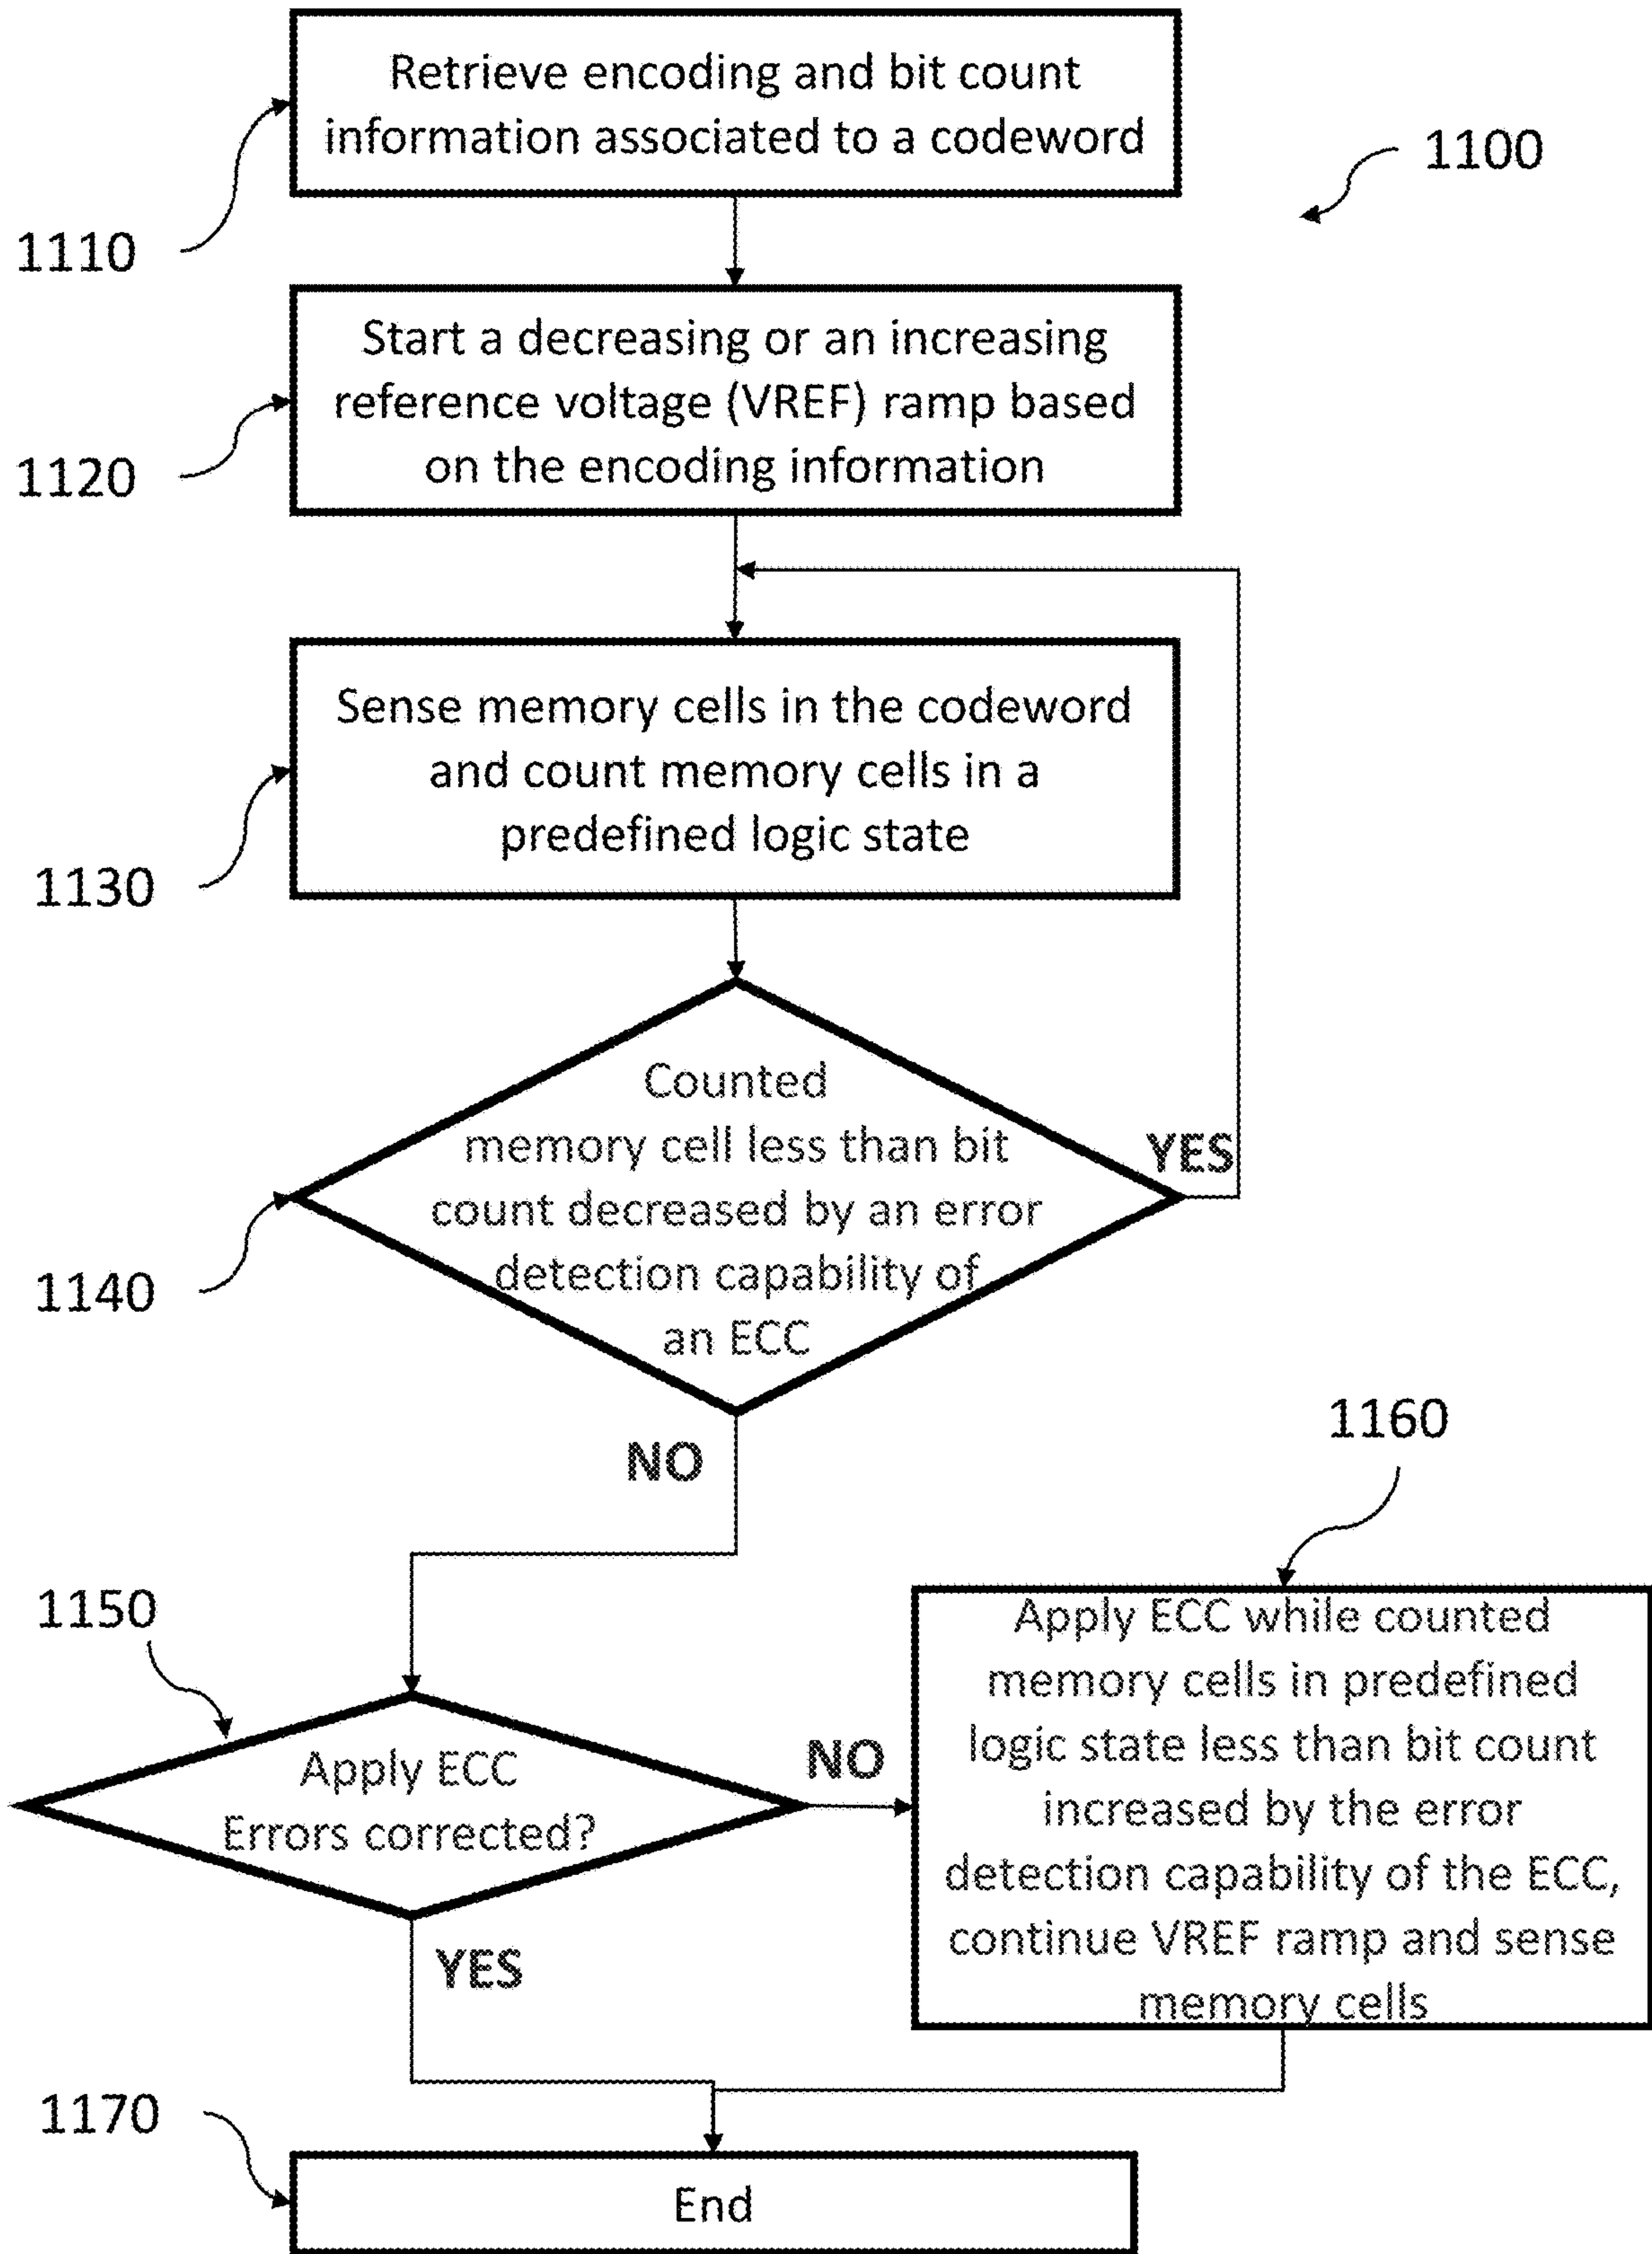 Retrieve encoding and bit count
information associated to a codeword
1100
1110
Start a decreasing or an increasing
reference voltage (VREF) ramp based
on the encoding information
1120
Sense memory cells in the codeword
and count memory cells in a
predefined logic state
1130
Counted
memory cell less than bit
count decreased by an error
detection capability of
an ECC
YES
1140
NO
1160
1150
Apply ECC
Errors corrected?
NO
Apply ECC while counted
memory cells in predefined
logic state less than bit count
increased by the error
detection capability of the ECC,
continue VREF ramp and sense
memory cells
YES
1170
End